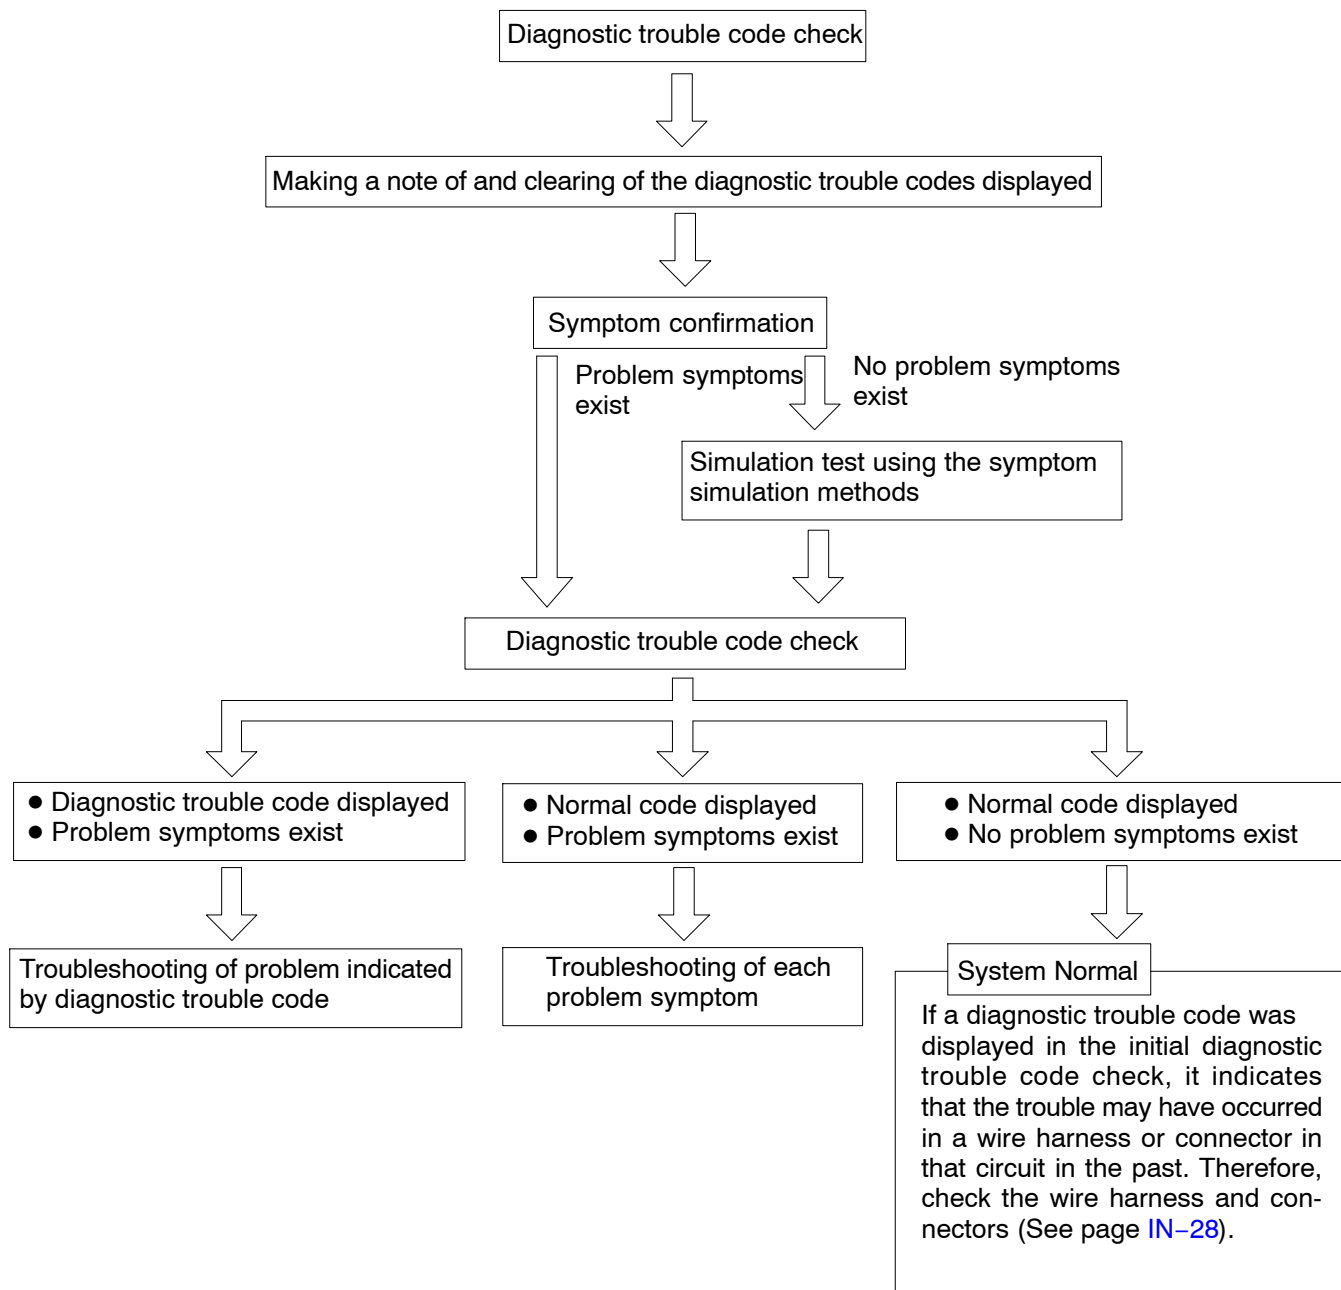 Diagnostic trouble code check
Making a note of and clearing of the diagnostic trouble codes displayed
Symptom confirmation
Problem symptoms
exist
No problem symptoms
exist
Simulation test using the symptom
simulation methods
Diagnostic trouble code check
● Diagnostic trouble code displayed
● Problem symptoms exist
● Normal code displayed
● Problem symptoms exist
● Normal code displayed
● No problem symptoms exist
Troubleshooting of problem indicated
by diagnostic trouble code
Troubleshooting of each
problem symptom
System Normal
If a diagnostic trouble code was
displayed in the initial diagnostic
trouble code check, it indicates
that the trouble may have occurred
in a wire harness or connector in
that circuit in the past. Therefore,
check the wire harness and con-
nectors (See page IN−28).